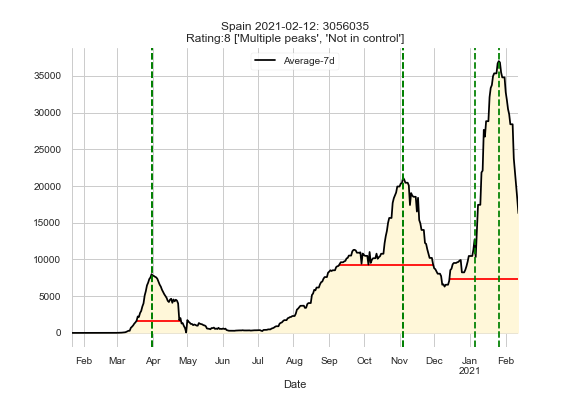 Spain 2021-02-12: 3056035
Rating:8 ['Multiple peaks', 'Not in control']
Average-7d
35000
30000
25000
20000
15000
10000
5000
0
Feb Mar Apr May Jun Jul Aug Sep Oct Nov Dec Jan Feb
2021
Date